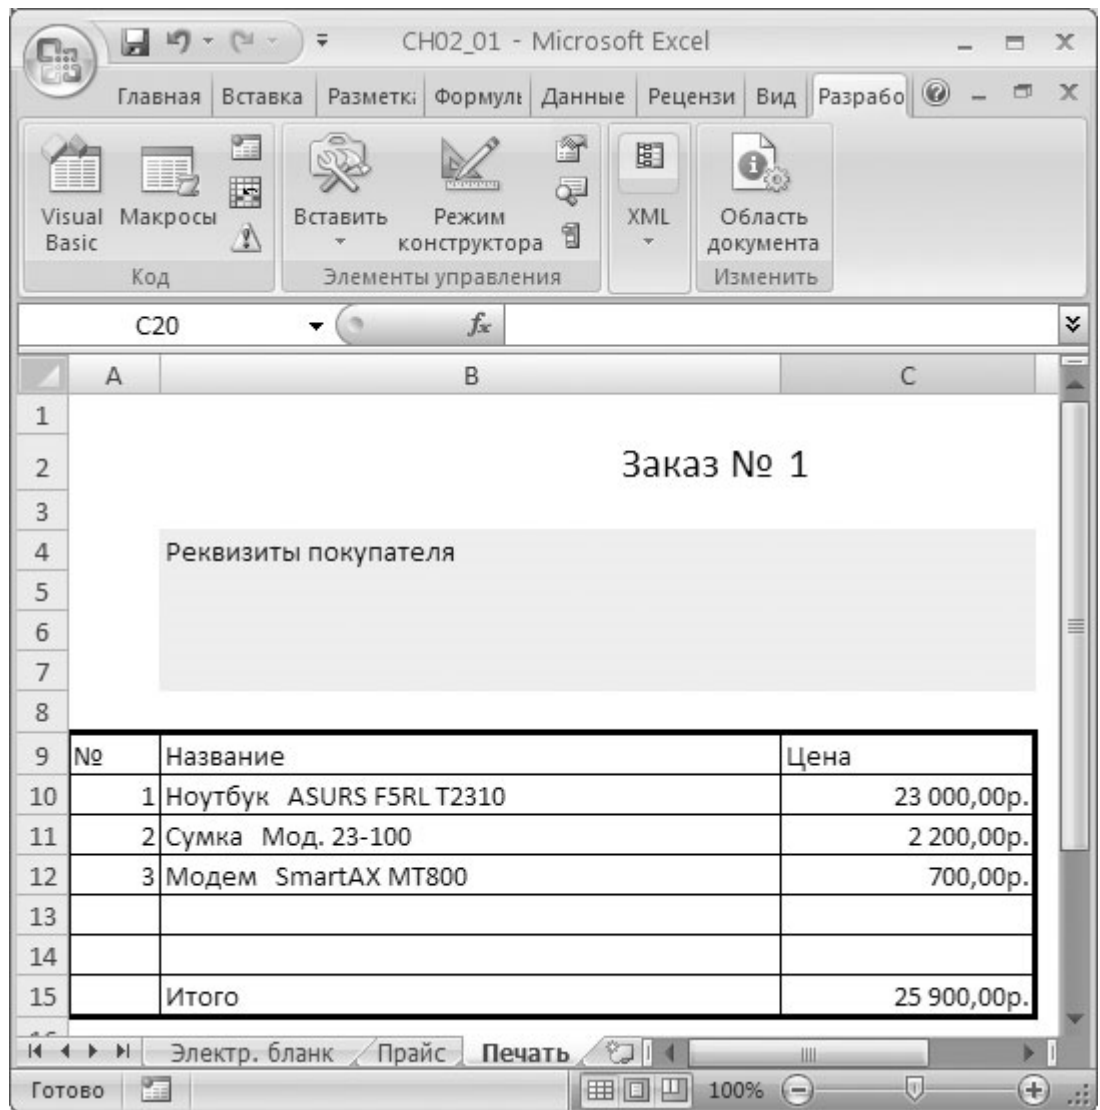 CH02_01 - Microsoft Excel
Главная Вставка Разметка Формулы Данные Рецензи Вид Разрабо
Visual Basic Макросы Вставить Режим конструктора XML Область документа
Код Элементы управления Изменить
C20 fx
A B C
1
2 Заказ № 1
3
4 Реквизиты покупателя
5
6
7
8
9 № Название Цена
10 1 Ноутбук ASURS F5RL T2310 23 000,00р.
11 2 Сумка Мод. 23-100 2 200,00р.
12 3 Модем SmartAX MT800 700,00р.
13
14
15 Итого 25 900,00р.
Электр. бланк Прайс Печать
Готово 100%